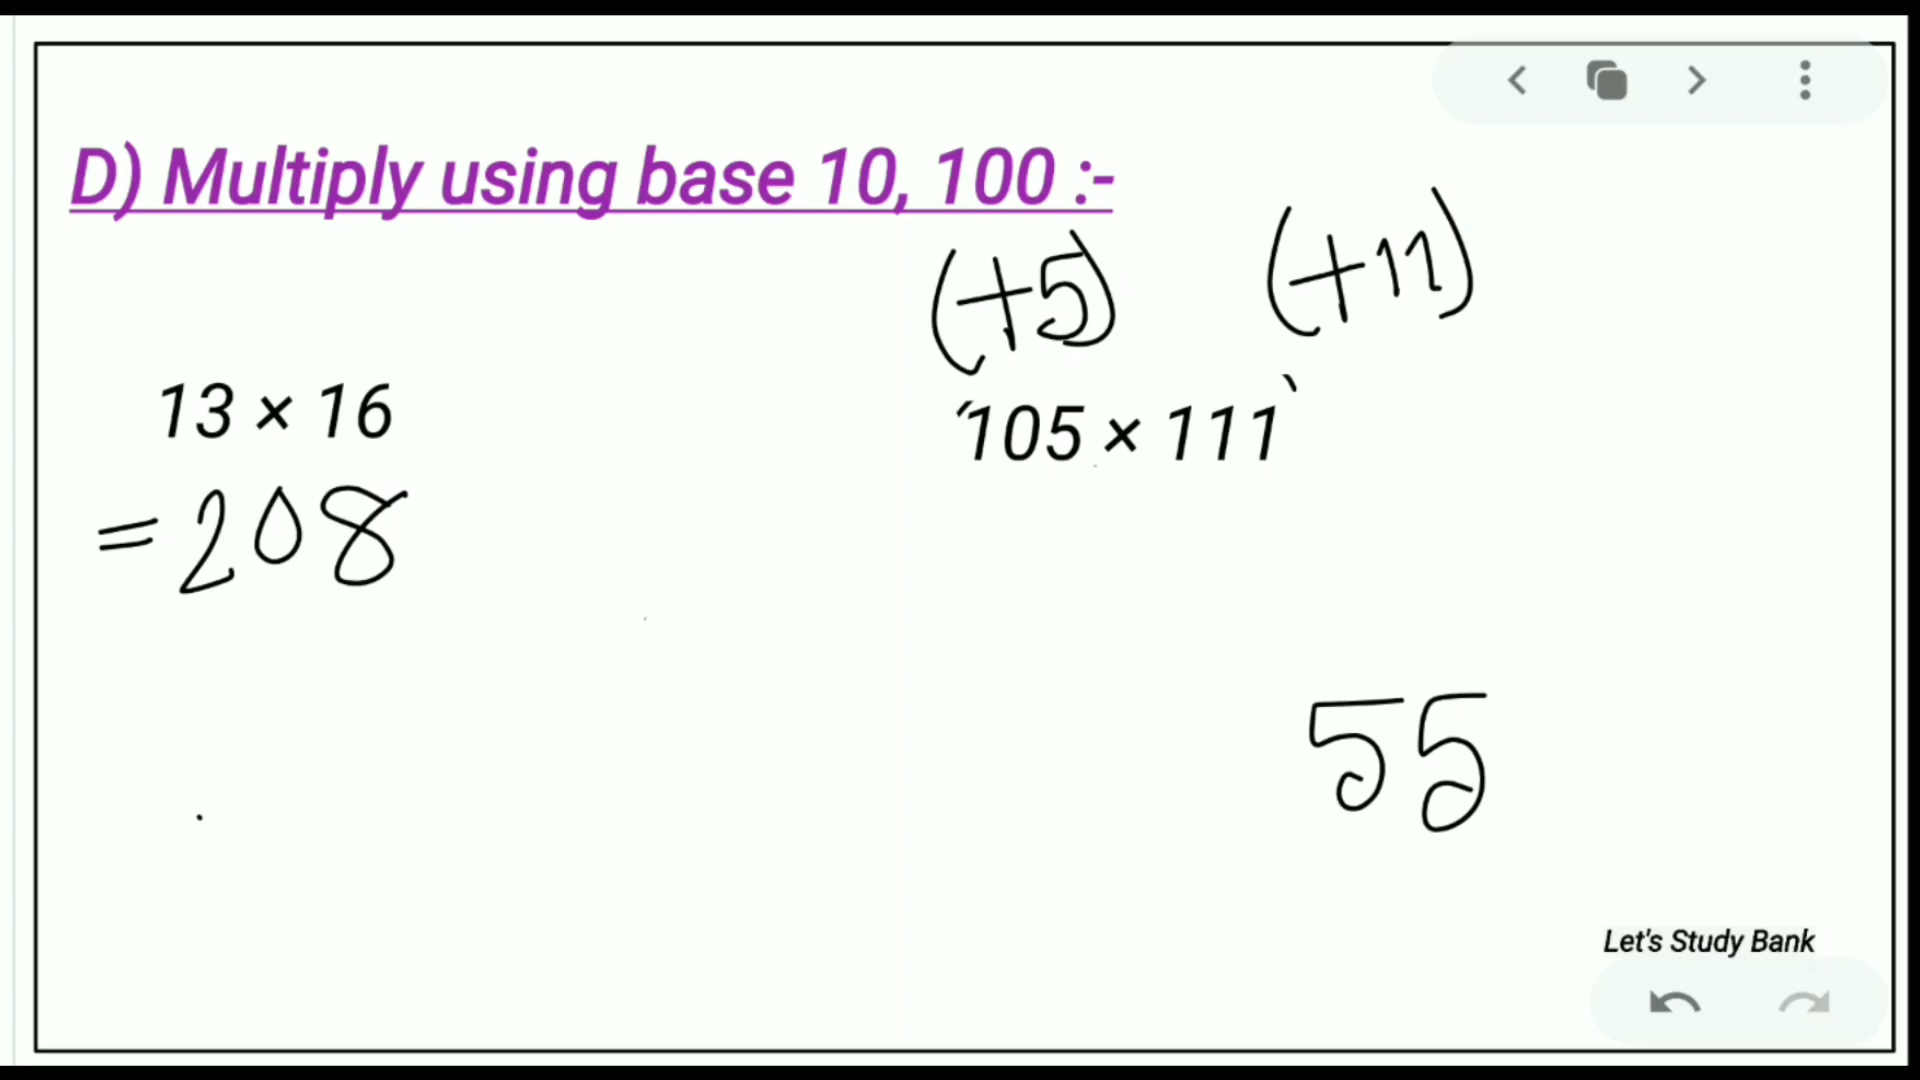 D) Multiply using base 10, 100 :-
(+5) (+11)
13 × 16
105 × 111
= 208
55
Let's Study Bank